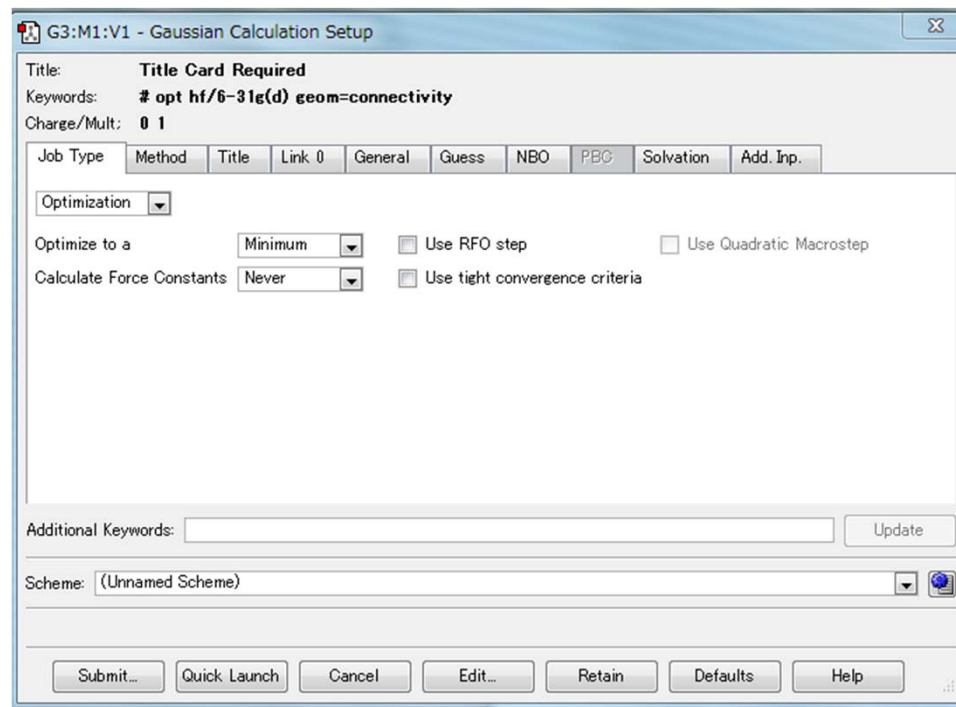 G3:M1:V1 - Gaussian Calculation Setup
Title: Title Card Required
Keywords: # opt hf/6-31g(d) geom=connectivity
Charge/Mult: 0 1
Job Type Method Title Link 0 General Guess NBO PBC Solvation Add. Inp.
Optimization
Optimize to a Minimum Use RFO step Use Quadratic Macrostep
Calculate Force Constants Never Use tight convergence criteria
Additional Keywords: Update
Scheme: (Unnamed Scheme)
Submit... Quick Launch Cancel Edit... Retain Defaults Help